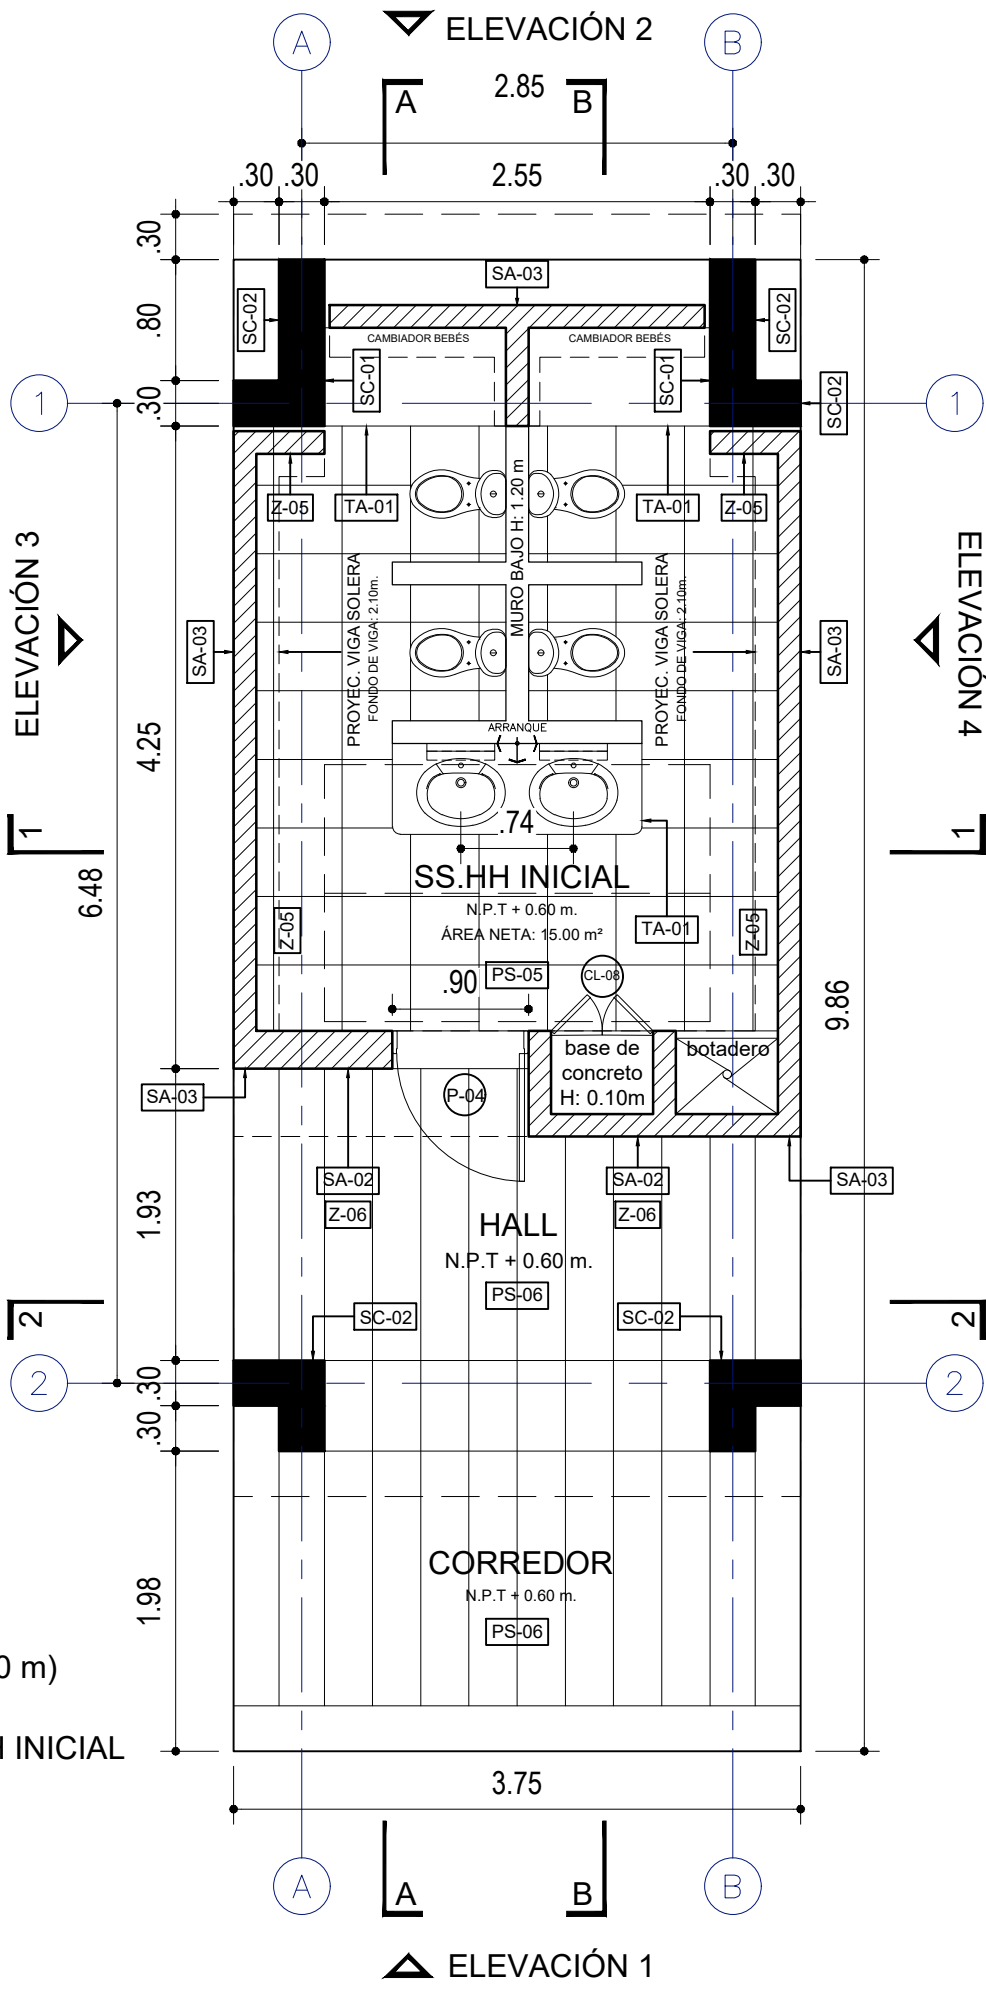 A
ELEVACIÓN 2
B
A
2.85
B
.30
.30
2.55
.30
.30
.30
SA-03
SC-02
SC-02
.80
CAMBIADOR BEBÉS
CAMBIADOR BEBÉS
SC-01
SC-01
SC-02
1
.30
1
Z-05
TA-01
MURO BAJO H: 1.20 m
TA-01
Z-05
ELEVACIÓN 3
ELEVACIÓN 4
PROYEC. VIGA SOLERA
FONDO DE VIGA: 2.10m.
PROYEC. VIGA SOLERA
FONDO DE VIGA: 2.10m.
SA-03
SA-03
4.25
ARRANQUE
1
.74
1
6.48
SS.HH INICIAL
N.P.T + 0.60 m.
ÁREA NETA: 15.00 m²
Z-05
TA-01
Z-05
.90
PS-05
CL-08
9.86
base de
concreto
H: 0.10m
botadero
SA-03
P-04
SA-02
Z-06
SA-02
Z-06
SA-03
1.93
HALL
N.P.T + 0.60 m.
PS-06
2
SC-02
SC-02
2
2
.30
2
.30
CORREDOR
N.P.T + 0.60 m.
PS-06
1.98
0 m)
INICIAL
3.75
A
A
B
B
ELEVACIÓN 1